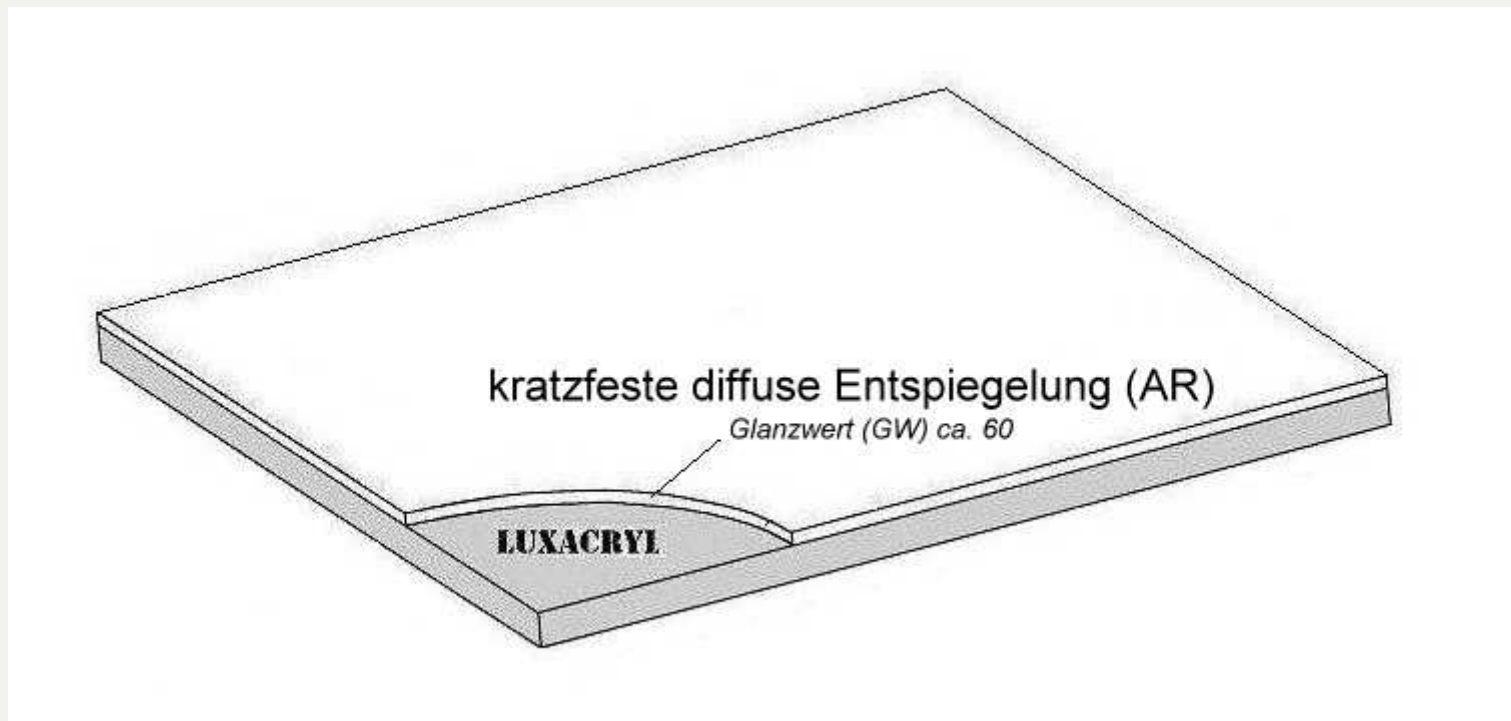 kratzfeste diffuse Entspiegelung (AR)
Glanzwert (GW) ca. 60
LUXACRYL